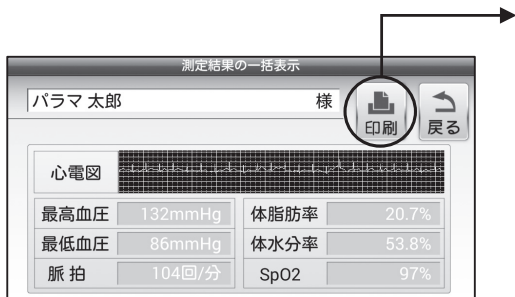 測定結果の一括表示
パラマ 太郎 様
印刷
戻る
心電図
最高血圧 132mmHg 体脂肪率 20.7%
最低血圧 86mmHg 体水分率 53.8%
脈 拍 104回/分 SpO2 97%